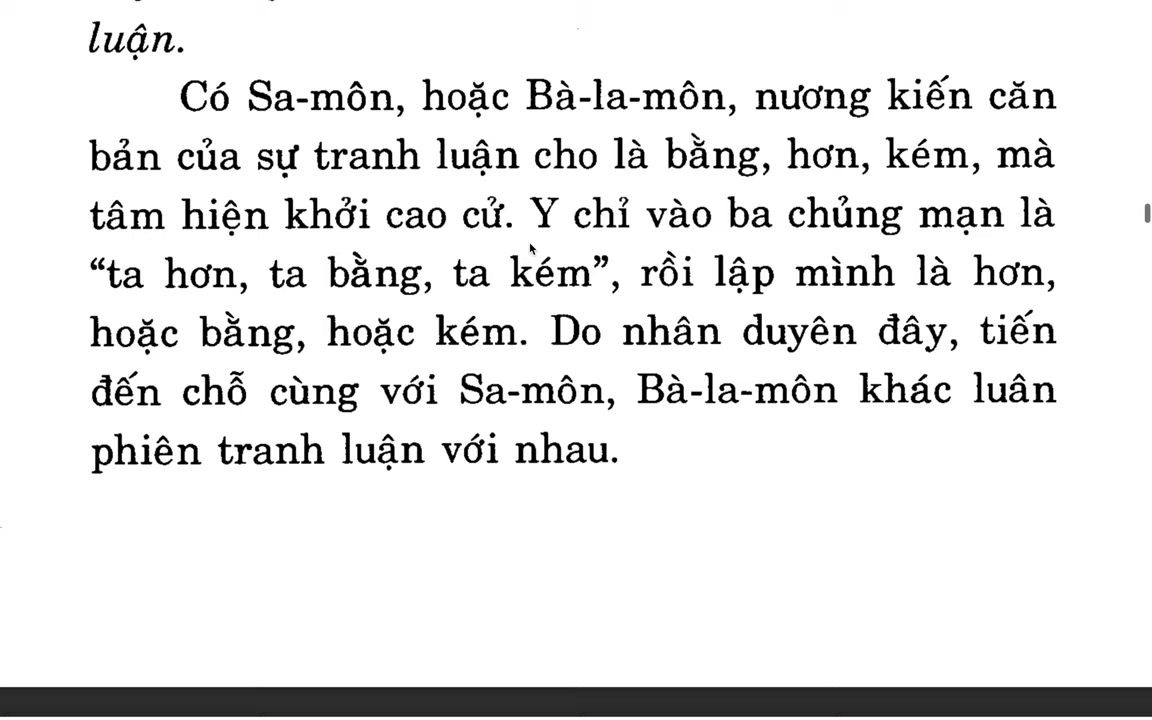 luận.
Có Sa-môn, hoặc Bà-la-môn, nương kiến căn
bản của sự tranh luận cho là bằng, hơn, kém, mà
tâm hiện khởi cao cử. Y chỉ vào ba chủng mạn là
“ta hơn, ta bằng, ta kém”, rồi lập mình là hơn,
hoặc bằng, hoặc kém. Do nhân duyên đây, tiến
đến chỗ cùng với Sa-môn, Bà-la-môn khác luân
phiên tranh luận với nhau.